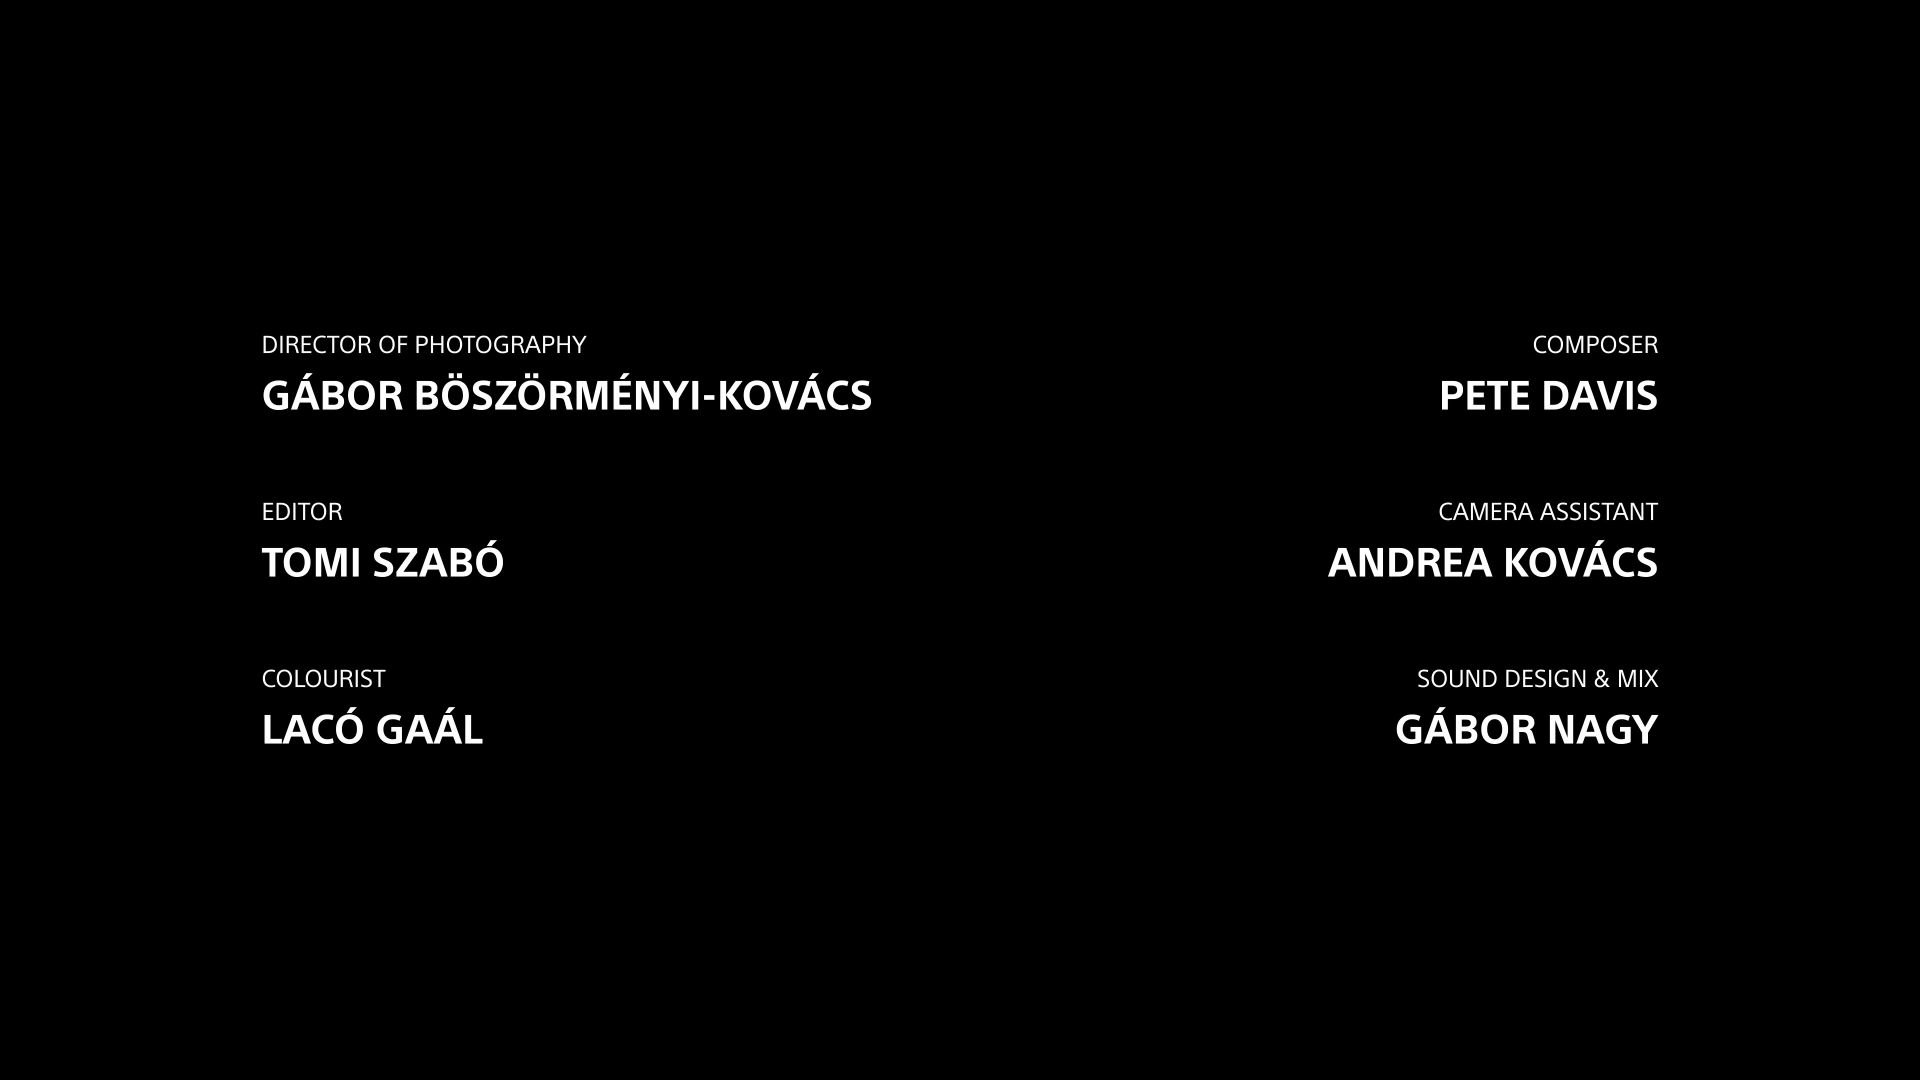 DIRECTOR OF PHOTOGRAPHY
GÁBOR BÖSZÖRMÉNYI-KOVÁCS
EDITOR
TOMI SZABÓ
COLOURIST
LACÓ GAÁL
COMPOSER
PETE DAVIS
CAMERA ASSISTANT
ANDREA KOVÁCS
SOUND DESIGN & MIX
GÁBOR NAGY